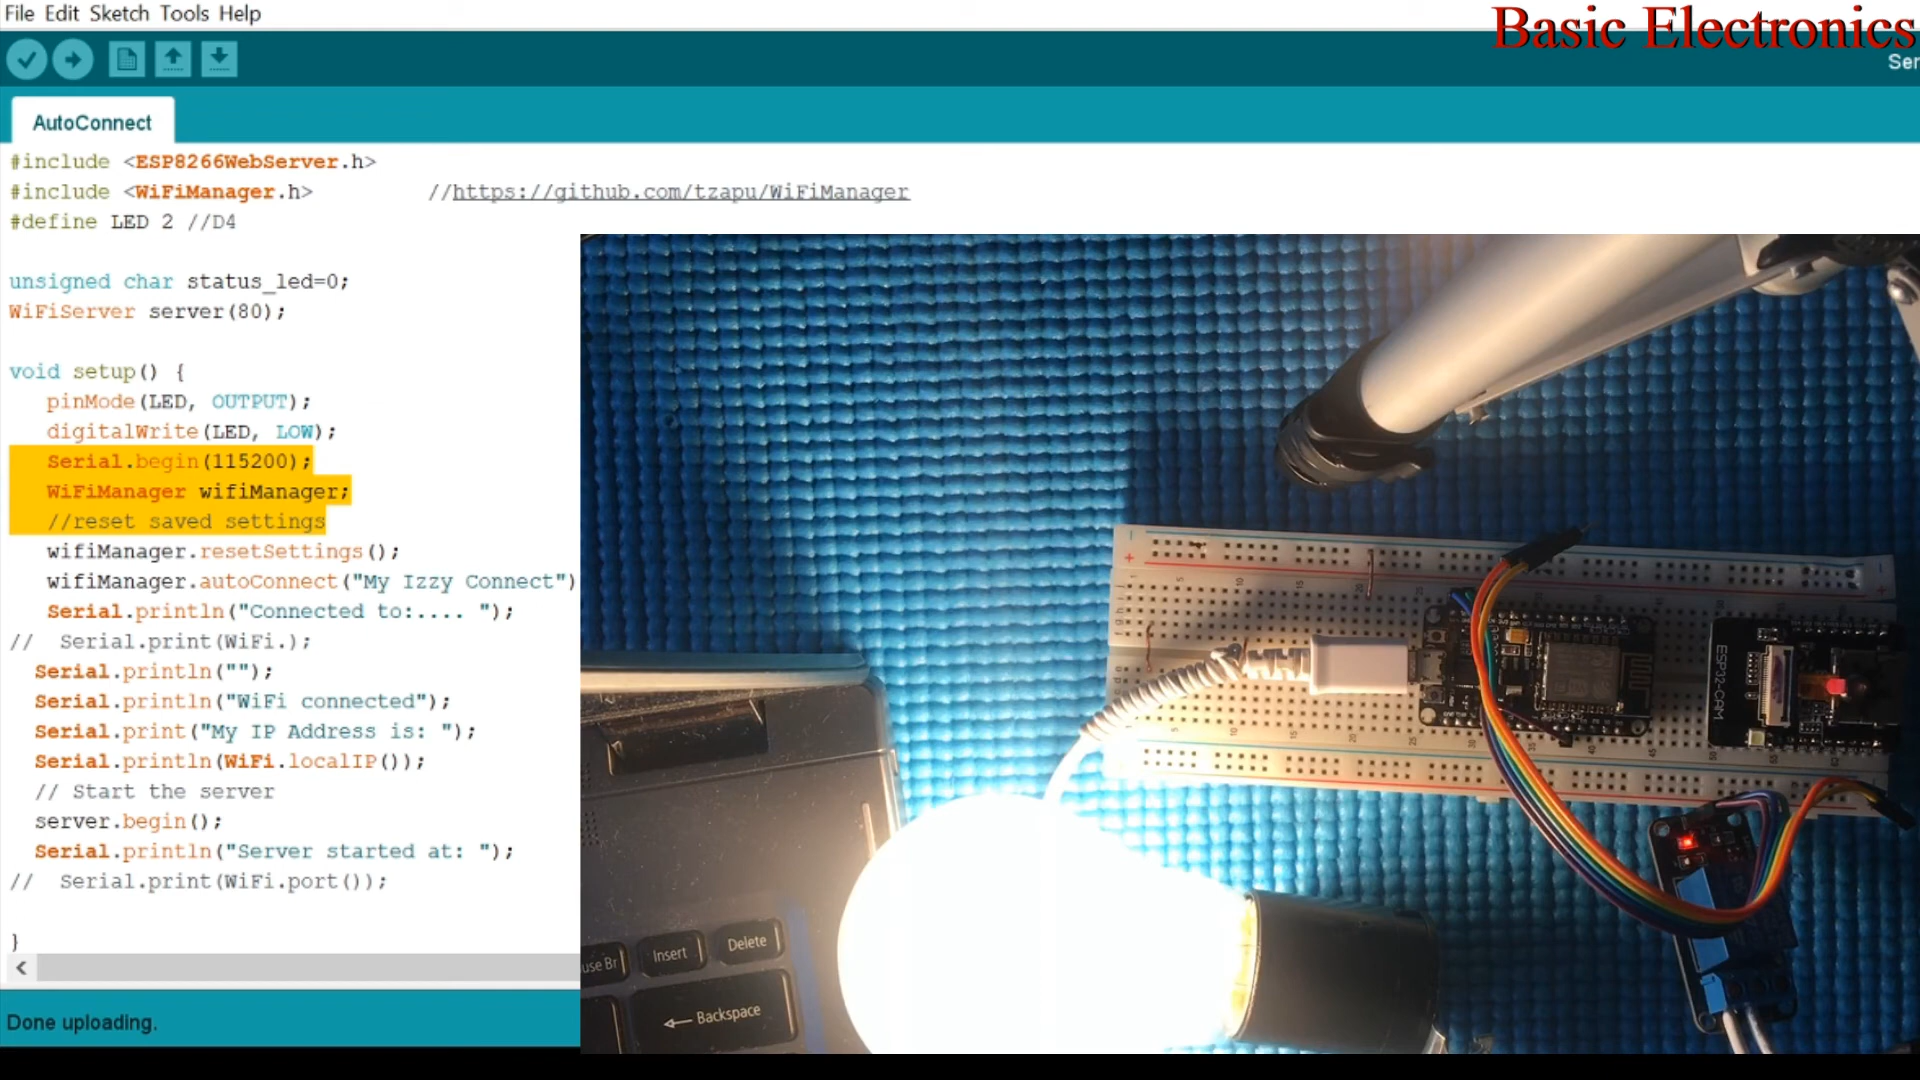 File Edit Sketch Tools Help
Basic Electronics
Ser
AutoConnect
#include <ESP8266WebServer.h>
#include <WiFiManager.h> //https://github.com/tzapu/WiFiManager
#define LED 2 //D4
unsigned char status_led=0;
WiFiServer server(80);
void setup() {
pinMode(LED, OUTPUT);
digitalWrite(LED, LOW);
Serial.begin(115200);
WiFiManager wifiManager;
//reset saved settings
wifiManager.resetSettings();
wifiManager.autoConnect("My Izzy Connect")
Serial.println("Connected to:.... ");
// Serial.print(WiFi.);
Serial.println("");
Serial.println("WiFi connected");
Serial.print("My IP Address is: ");
Serial.println(WiFi.localIP());
// Start the server
server.begin();
Serial.println("Server started at: ");
// Serial.print(WiFi.port());
}
Done uploading.
ESP32-CAM
use Br
Insert
Delete
Backspace